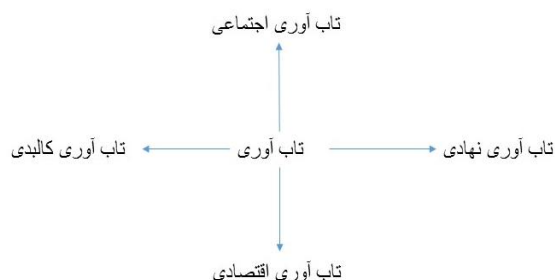 تاب آوری اجتماعی
تاب آوری نهادی
تاب آوری
تاب آوری کالبدی
تاب آوری اقتصادی